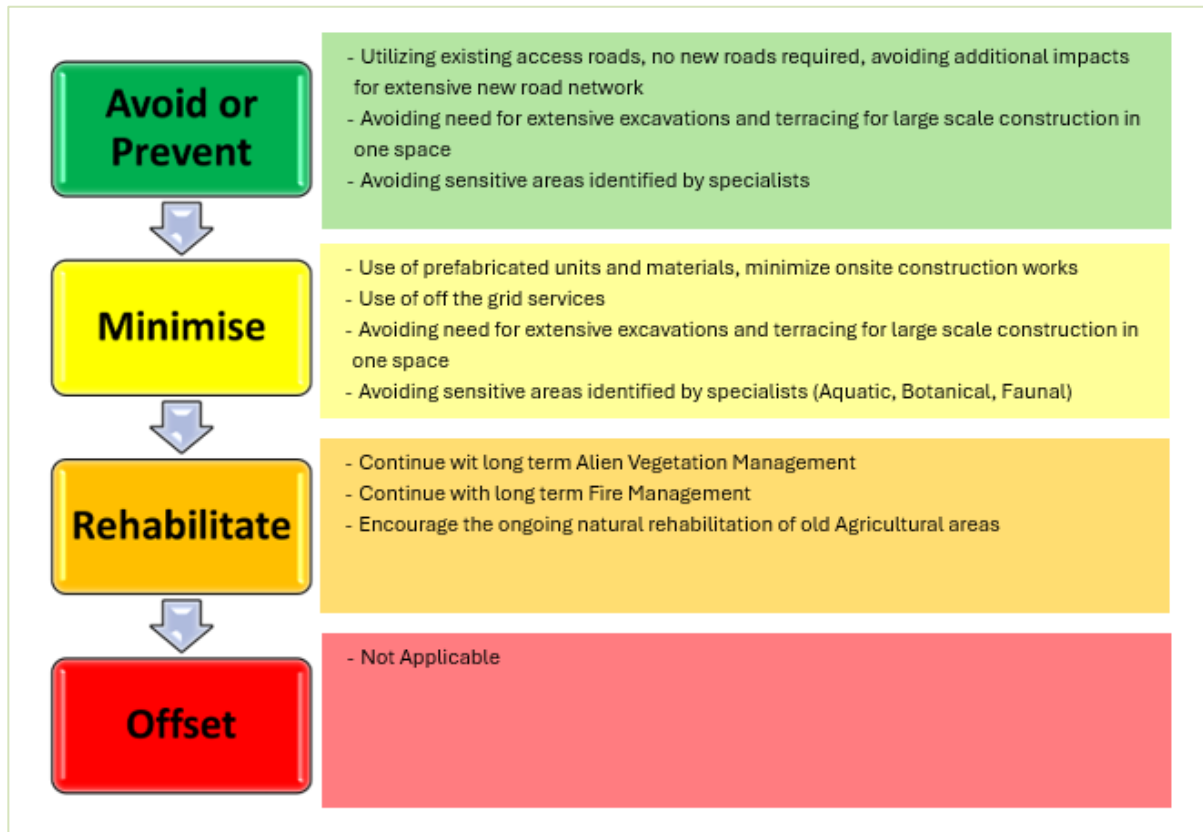 Avoid or
Prevent
- Utilizing existing access roads, no new roads required, avoiding additional impacts
for extensive new road network
- Avoiding need for extensive excavations and terracing for large scale construction in
one space
- Avoiding sensitive areas identified by specialists
Minimise
- Use of prefabricated units and materials, minimize onsite construction works
- Use of off the grid services
- Avoiding need for extensive excavations and terracing for large scale construction in
one space
- Avoiding sensitive areas identified by specialists (Aquatic, Botanical, Faunal)
Rehabilitate
- Continue wit long term Alien Vegetation Management
- Continue with long term Fire Management
- Encourage the ongoing natural rehabilitation of old Agricultural areas
Offset
- Not Applicable